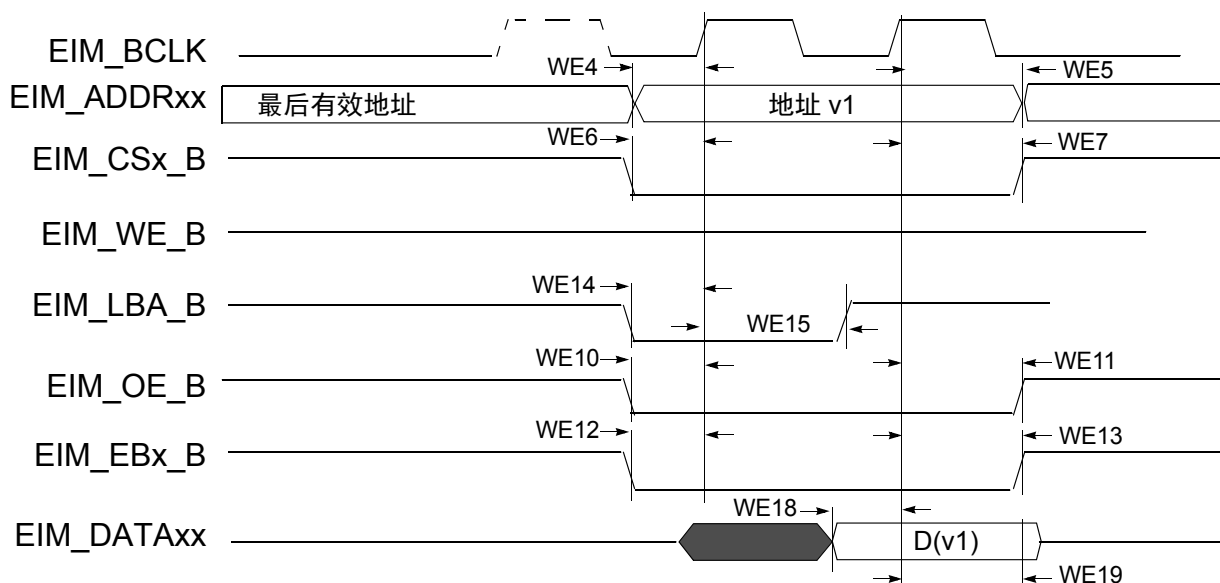 EIM_BCLK
WE4
WE5
EIM_ADDRxx
最后有效地址
地址 v1
WE6
WE7
EIM_CSx_B
EIM_WE_B
WE14
EIM_LBA_B
WE15
WE10
WE11
EIM_OE_B
WE12
WE13
EIM_EBx_B
WE18
EIM_DATAxx
D(v1)
WE19